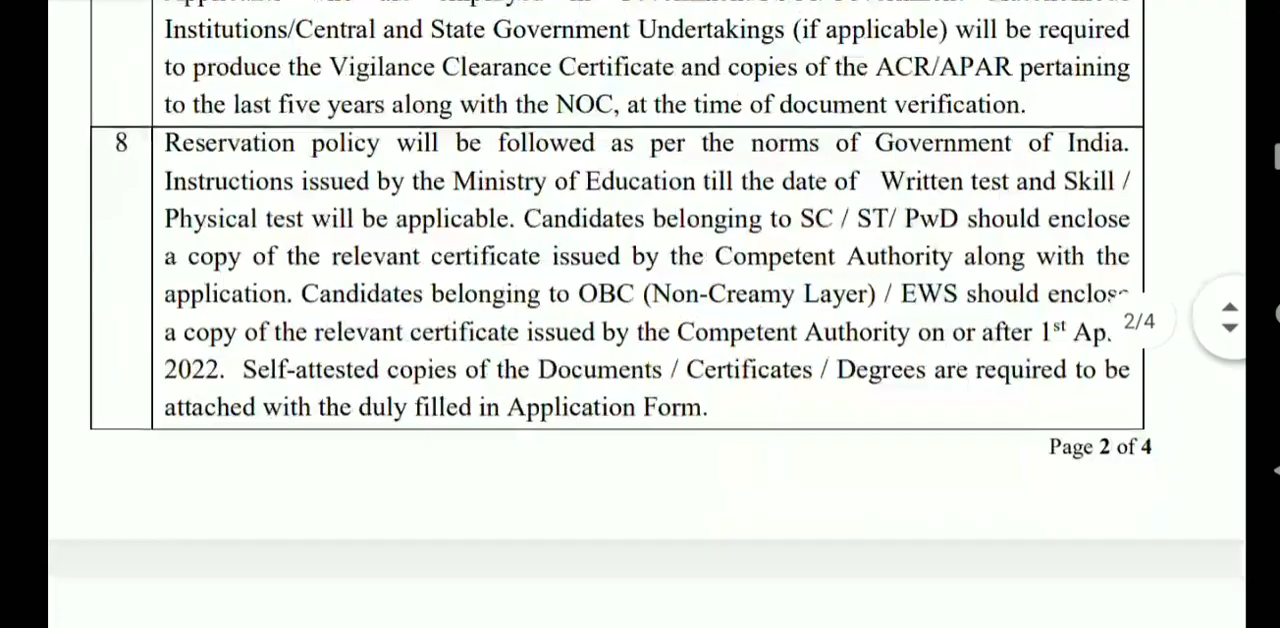 Institutions/Central and State Government Undertakings (if applicable) will be required
to produce the Vigilance Clearance Certificate and copies of the ACR/APAR pertaining
to the last five years along with the NOC, at the time of document verification.
8 Reservation policy will be followed as per the norms of Government of India.
Instructions issued by the Ministry of Education till the date of Written test and Skill /
Physical test will be applicable. Candidates belonging to SC / ST/ PwD should enclose
a copy of the relevant certificate issued by the Competent Authority along with the
application. Candidates belonging to OBC (Non-Creamy Layer) / EWS should
a copy of the relevant certificate issued by the Competent Authority on or after 1st
2/4
2022. Self-attested copies of the Documents / Certificates / Degrees are required to be
attached with the duly filled in Application Form.
Page 2 of 4